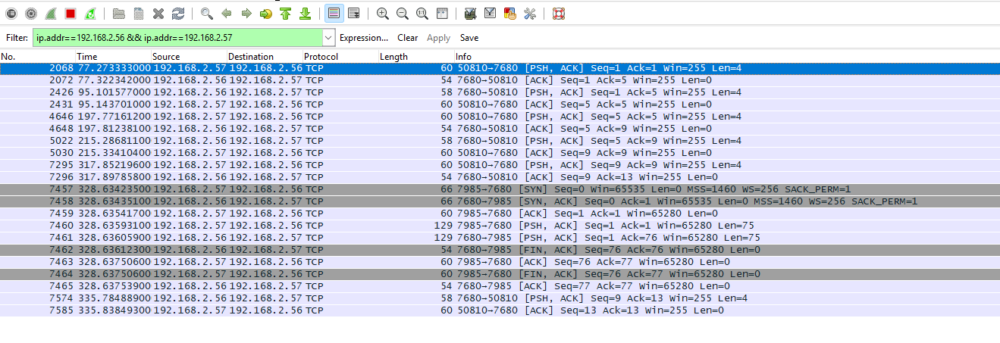 Filter: ip.addr==192.168.2.56 && ip.addr==192.168.2.57 Expression... Clear Apply Save
No. Time Source Destination Protocol Length Info
2068 77.273333000 192.168.2.57 192.168.2.56 TCP 60 50810→7680 [PSH, ACK] Seq=1 Ack=1 Win=255 Len=4
2072 77.322342000 192.168.2.56 192.168.2.57 TCP 54 7680→50810 [ACK] Seq=1 Ack=5 Win=255 Len=0
2426 95.101577000 192.168.2.56 192.168.2.57 TCP 58 7680→50810 [PSH, ACK] Seq=1 Ack=5 Win=255 Len=4
2431 95.143701000 192.168.2.57 192.168.2.56 TCP 60 50810→7680 [ACK] Seq=5 Ack=5 Win=255 Len=0
4646 197.77161200 192.168.2.57 192.168.2.56 TCP 60 50810→7680 [PSH, ACK] Seq=5 Ack=5 Win=255 Len=4
4648 197.81238100 192.168.2.56 192.168.2.57 TCP 54 7680→50810 [ACK] Seq=5 Ack=9 Win=255 Len=0
5022 215.28681100 192.168.2.56 192.168.2.57 TCP 58 7680→50810 [PSH, ACK] Seq=5 Ack=9 Win=255 Len=4
5030 215.33410400 192.168.2.57 192.168.2.56 TCP 60 50810→7680 [ACK] Seq=9 Ack=9 Win=255 Len=0
7295 317.85219600 192.168.2.57 192.168.2.56 TCP 60 50810→7680 [PSH, ACK] Seq=9 Ack=9 Win=255 Len=4
7296 317.89785800 192.168.2.56 192.168.2.57 TCP 54 7680→50810 [ACK] Seq=9 Ack=13 Win=255 Len=0
7457 328.63423500 192.168.2.57 192.168.2.56 TCP 66 7985→7680 [SYN] Seq=0 Win=65535 Len=0 MSS=1460 WS=256 SACK_PERM=1
7458 328.63435100 192.168.2.56 192.168.2.57 TCP 66 7680→7985 [SYN, ACK] Seq=0 Ack=1 Win=65535 Len=0 MSS=1460 WS=256 SACK_PERM=1
7459 328.63541700 192.168.2.57 192.168.2.56 TCP 60 7985→7680 [ACK] Seq=1 Ack=1 Win=65280 Len=0
7460 328.63593100 192.168.2.57 192.168.2.56 TCP 129 7985→7680 [PSH, ACK] Seq=1 Ack=1 Win=65280 Len=75
7461 328.63605900 192.168.2.56 192.168.2.57 TCP 129 7680→7985 [PSH, ACK] Seq=1 Ack=76 Win=65280 Len=75
7462 328.63612300 192.168.2.56 192.168.2.57 TCP 54 7680→7985 [FIN, ACK] Seq=76 Ack=76 Win=65280 Len=0
7463 328.63750600 192.168.2.57 192.168.2.56 TCP 60 7985→7680 [ACK] Seq=76 Ack=77 Win=65280 Len=0
7464 328.63750600 192.168.2.57 192.168.2.56 TCP 60 7985→7680 [FIN, ACK] Seq=76 Ack=77 Win=65280 Len=0
7465 328.63753900 192.168.2.56 192.168.2.57 TCP 54 7680→7985 [ACK] Seq=77 Ack=77 Win=65280 Len=0
7574 335.78488900 192.168.2.56 192.168.2.57 TCP 58 7680→50810 [PSH, ACK] Seq=9 Ack=13 Win=255 Len=4
7585 335.83849300 192.168.2.57 192.168.2.56 TCP 60 50810→7680 [ACK] Seq=13 Ack=13 Win=255 Len=0